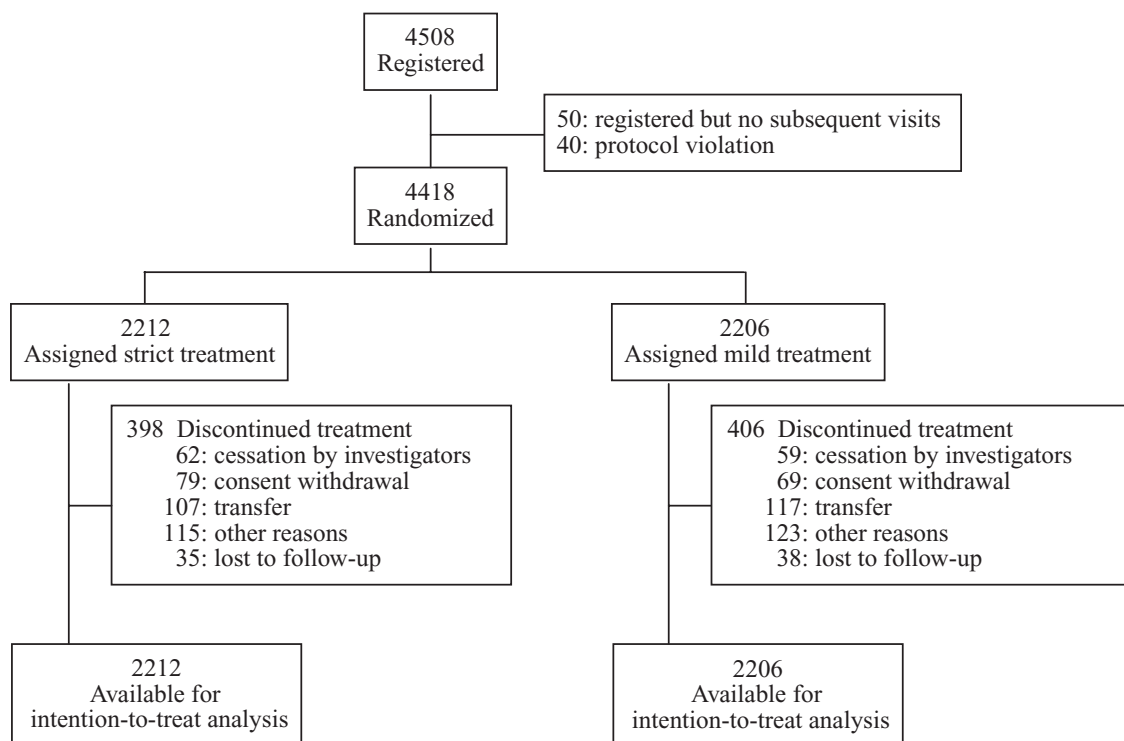 4508
Registered
50: registered but no subsequent visits
40: protocol violation
4418
Randomized
2212
Assigned strict treatment
2206
Assigned mild treatment
398 Discontinued treatment
62: cessation by investigators
79: consent withdrawal
107: transfer
115: other reasons
35: lost to follow-up
406 Discontinued treatment
59: cessation by investigators
69: consent withdrawal
117: transfer
123: other reasons
38: lost to follow-up
2212
Available for
intention-to-treat analysis
2206
Available for
intention-to-treat analysis